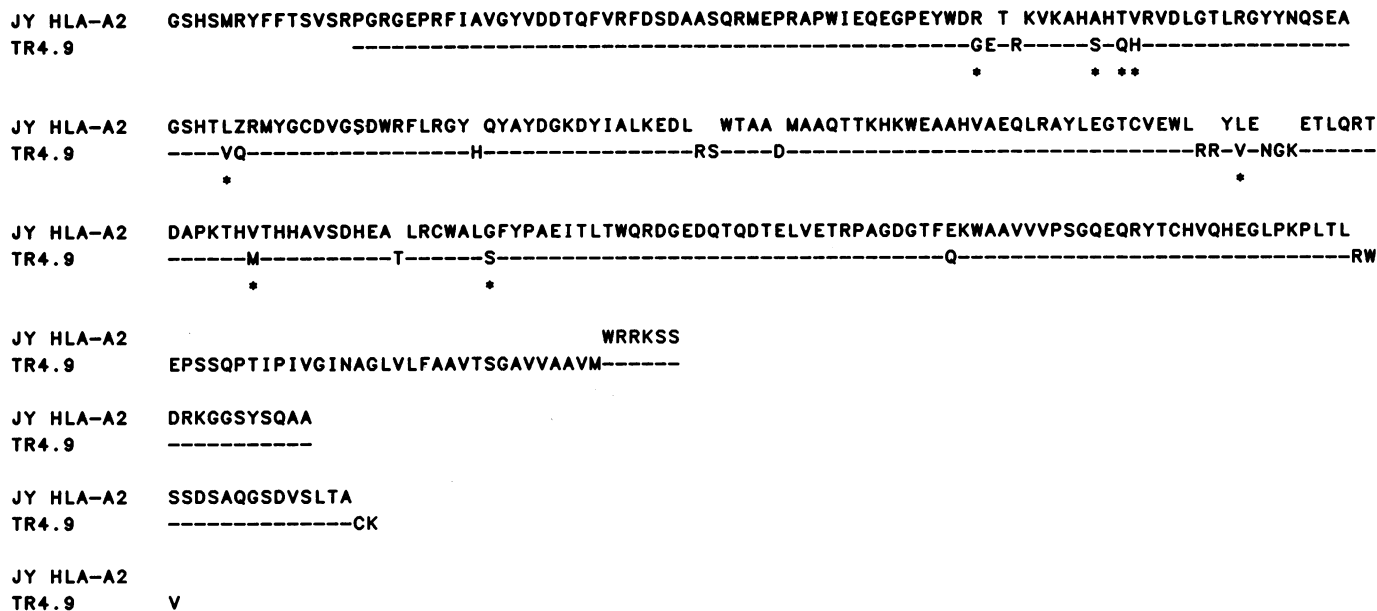 JY HLA-A2 GSHSMRYFFTSVSRPGRGEPRFIAVGYVDDTQFVRFDSDAASQRMEPRAPWIEQEGPEYWDR T KVKAHAHTVRVDLGTLRGYYNQSEA
TR4.9 -----------------------------------------------GE-R-----S-QH----------------
* * * *
JY HLA-A2 GSHTLZRMYGCDVGSDWRFLRGY QYAYDGKDYIALKEDL WTAA MAAQTTKHKWEAAHVAEQLRAYLEGTCVEWL YLE ETLQRT
TR4.9 ----VQ-----------------H----------------RS----D-------------------------------RR-V-NGK------
* *
JY HLA-A2 DAPKTHVTHHAVSDHEA LRCWALGFYPAEITLTWQRDGEDQTQDTELVETRPAGDGTFEKWAAVVVPSGQEQRYTCHVQHEGLPKPLTL
TR4.9 ------M----------T------S----------------------------------Q------------------------------RW
* *
JY HLA-A2 WRRKSS
TR4.9 EPSSQPTIPIVGINAGLVLFAAVTSGAVVAAVM------
JY HLA-A2 DRKGGSYSQAA
TR4.9 -----------
JY HLA-A2 SSDSAQGSDVSLTA
TR4.9 --------------CK
JY HLA-A2
TR4.9 V